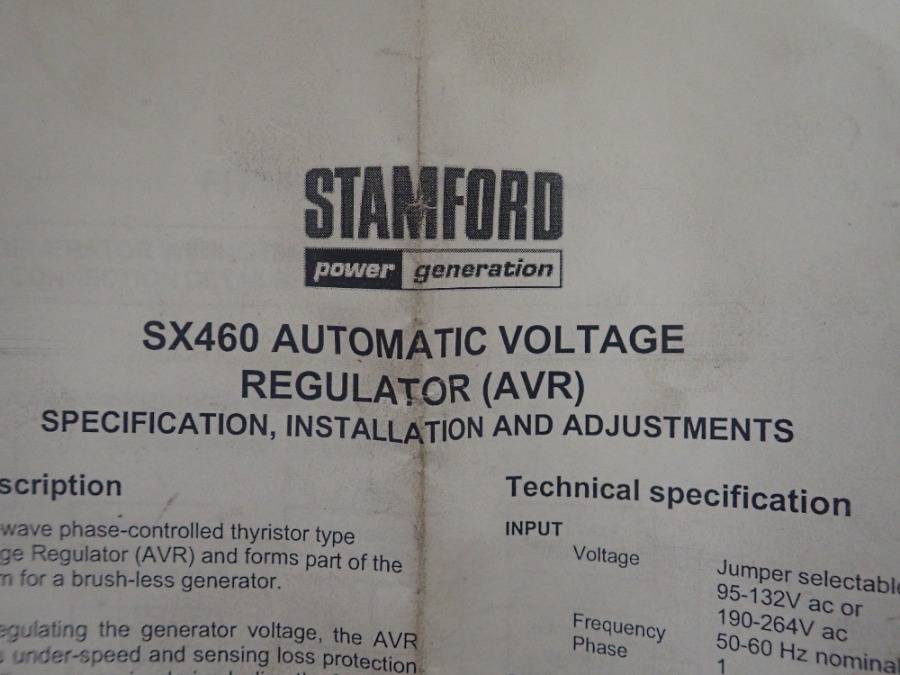 STAMFORD
power generation
SX460 AUTOMATIC VOLTAGE
REGULATOR (AVR)
SPECIFICATION, INSTALLATION AND ADJUSTMENTS
scription
-wave phase-controlled thyristor type
ge Regulator (AVR) and forms part of the
m for a brush-less generator.
egulating the generator voltage, the AVR
s under-speed and sensing loss protection
Technical specification
INPUT
Voltage Jumper selectable
95-132V ac or
190-264V ac
Frequency 50-60 Hz nominal
Phase 1